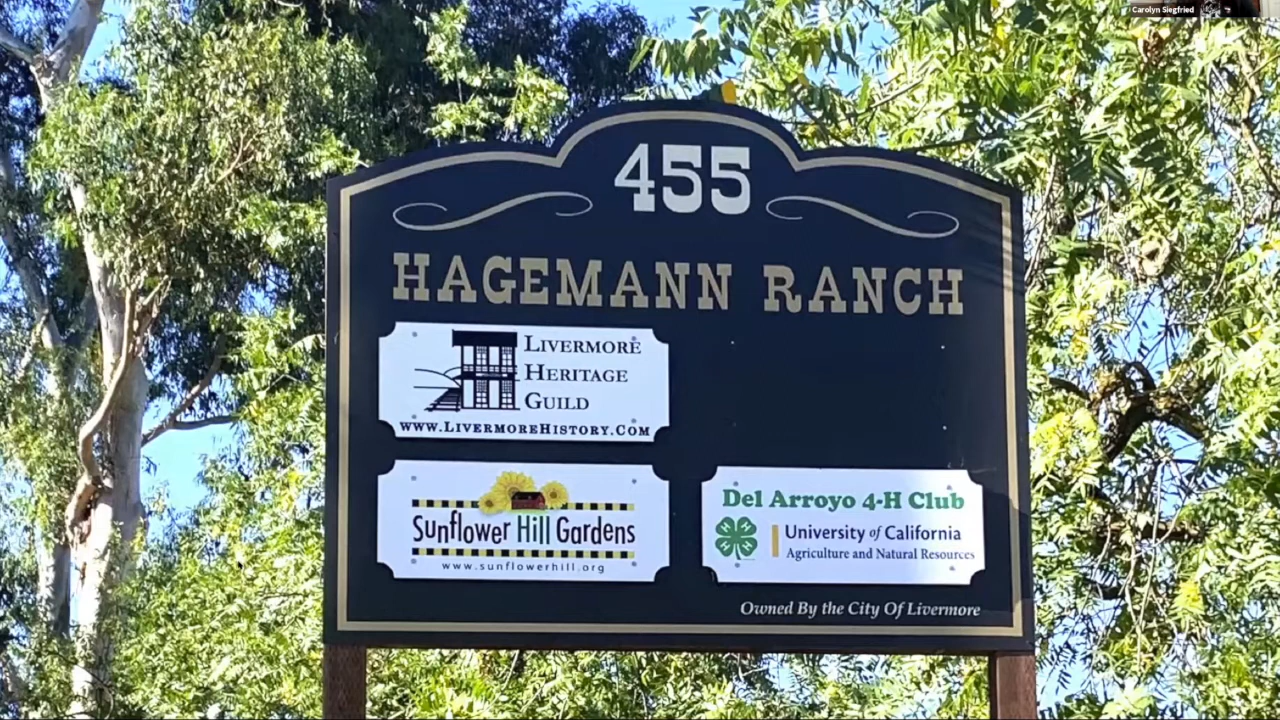 Carolyn Siegfried
455
HAGEMANN RANCH
LIVERMORE
HERITAGE
GUILD
WWW.LIVERMOREHISTORY.COM
Sunflower Hill Gardens
www.sunflowerhill.org
Del Arroyo 4-H Club
University of California
Agriculture and Natural Resources
Owned By the City Of Livermore